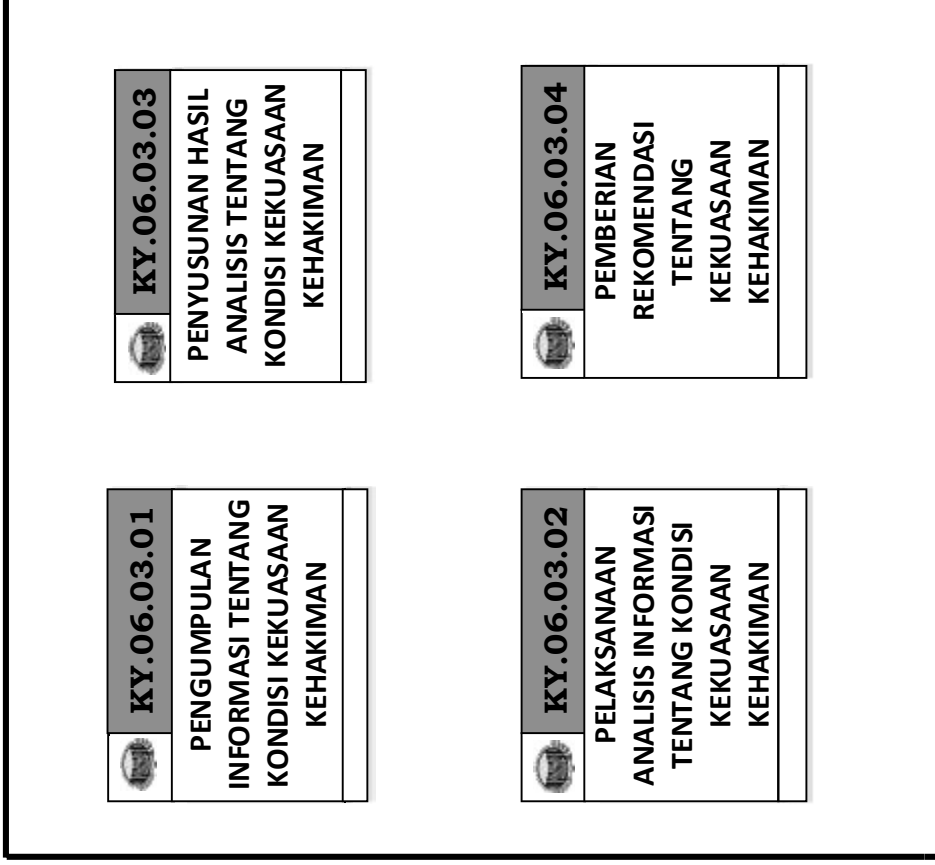 KY.06.03.01
PENGUMPULAN
INFORMASI TENTANG
KONDISI KEKUASAAN
KEHAKIMAN
KY.06.03.03
PENYUSUNAN HASIL
ANALISIS TENTANG
KONDISI KEKUASAAN
KEHAKIMAN
KY.06.03.02
PELAKSANAAN
ANALISIS INFORMASI
TENTANG KONDISI
KEKUASAAN
KEHAKIMAN
KY.06.03.04
PEMBERIAN
REKOMENDASI
TENTANG
KEKUASAAN
KEHAKIMAN